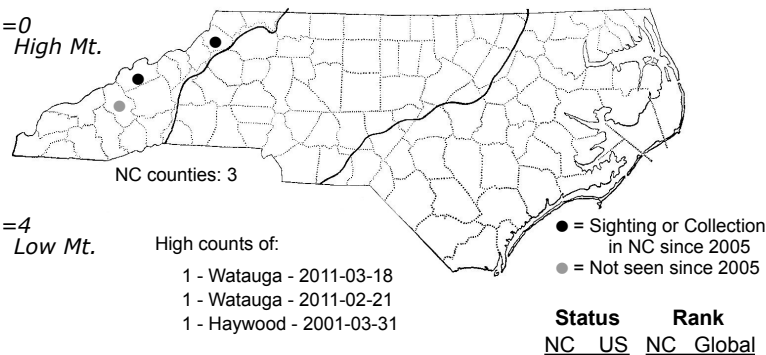 =0
High Mt.
NC counties: 3
=4
Low Mt.
High counts of:
1 - Watauga - 2011-03-18
1 - Watauga - 2011-02-21
1 - Haywood - 2001-03-31
● = Sighting or Collection
in NC since 2005
● = Not seen since 2005
Status Rank
NC US NC Global